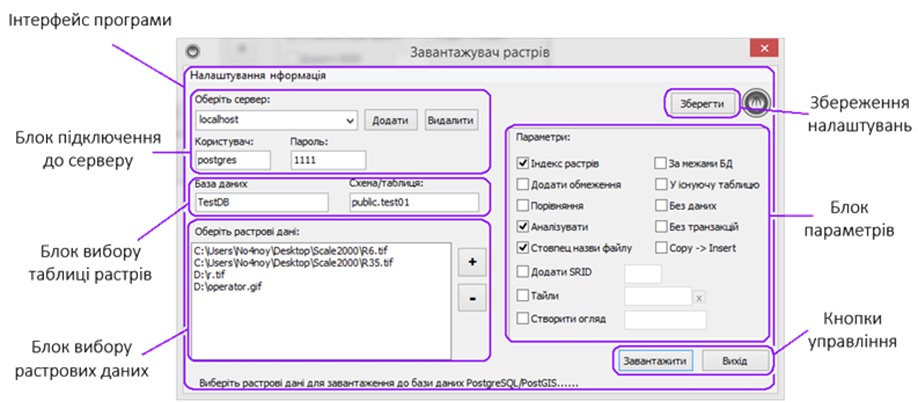 Інтерфейс програми
Завантажувач растрів
Налаштування нформація
Оберіть сервер:
localhost
Додати
Видалити
Зберегти
Збереження
налаштувань
Блок підключення
до серверу
Користувач:
Пароль:
postgres
1111
База даних
Схема/таблиця:
TestDB
public.test01
Блок вибору
таблиці растрів
Оберіть растрові дані:
C:\Users\No4noy\Desktop\Scale2000\R6.tif
C:\Users\No4noy\Desktop\Scale2000\R35.tif
D:\r.tif
D:\operator.gif
+
-
Блок вибору
растрових даних
Параметри:
Індекс растрів
За межами БД
Додати обмеження
У існуючу таблицю
Порівняння
Без даних
Аналізувати
Без транзакцій
Стовпец назви файлу
Copy -> Insert
Додати SRID
Тайли
x
Створити огляд
Блок
параметрів
Кнопки
управління
Завантажити
Вихід
Виберіть растрові дані для завантаження до бази даних PostgreSQL/PostGIS......